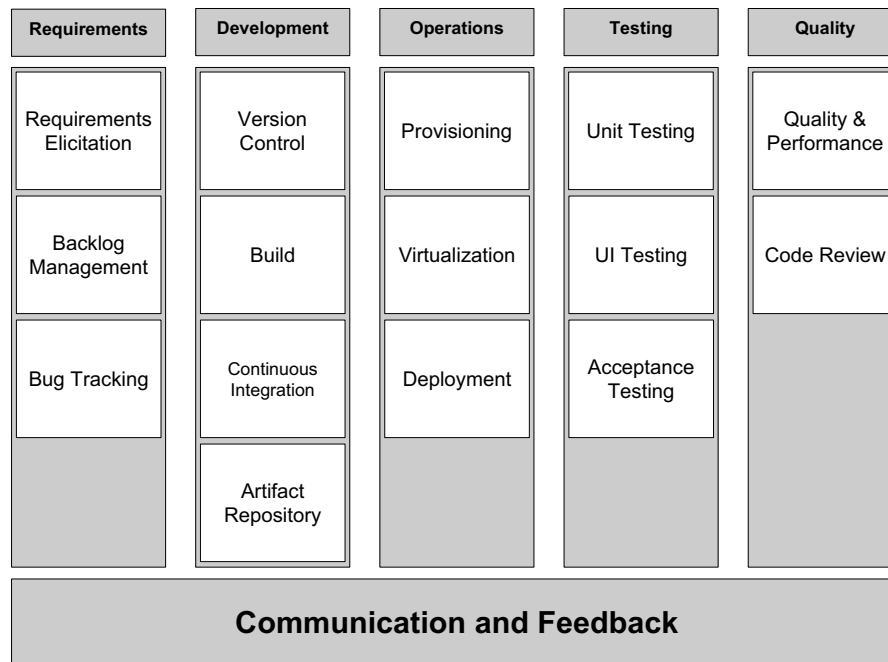 Requirements
Development
Operations
Testing
Quality
Requirements
Elicitation
Backlog
Management
Bug Tracking
Version
Control
Build
Continuous
Integration
Artifact
Repository
Provisioning
Virtualization
Deployment
Unit Testing
UI Testing
Acceptance
Testing
Quality &
Performance
Code Review
Communication and Feedback